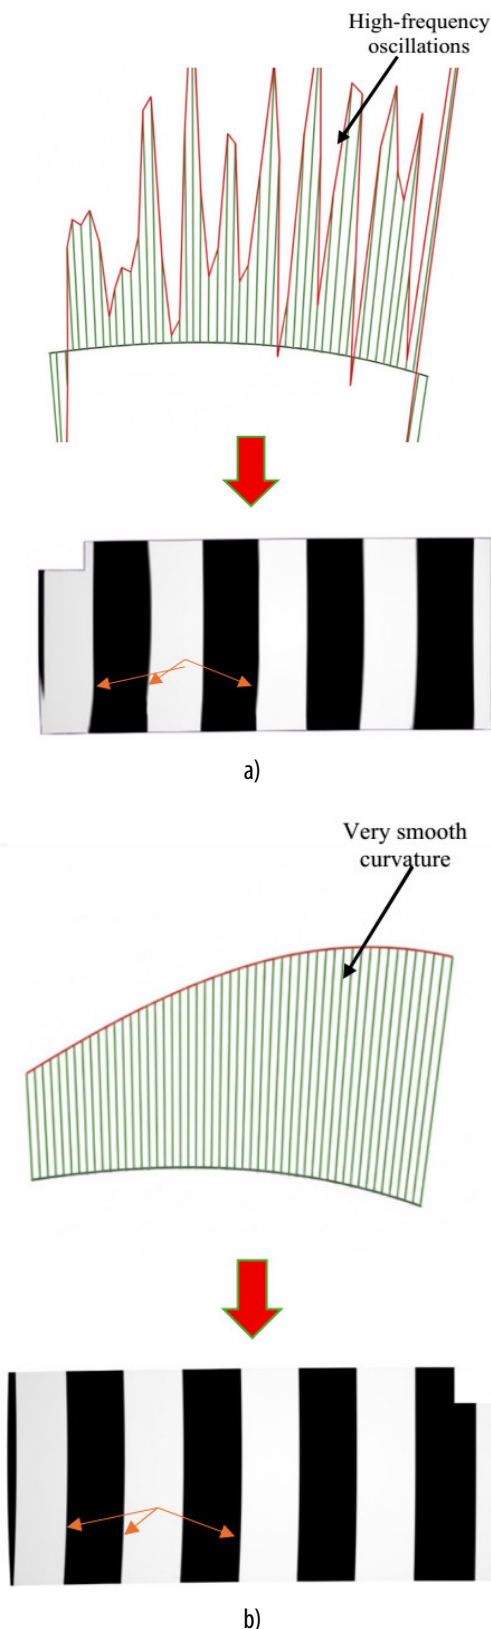 High-frequency
oscillations
a)
Very smooth
curvature
b)